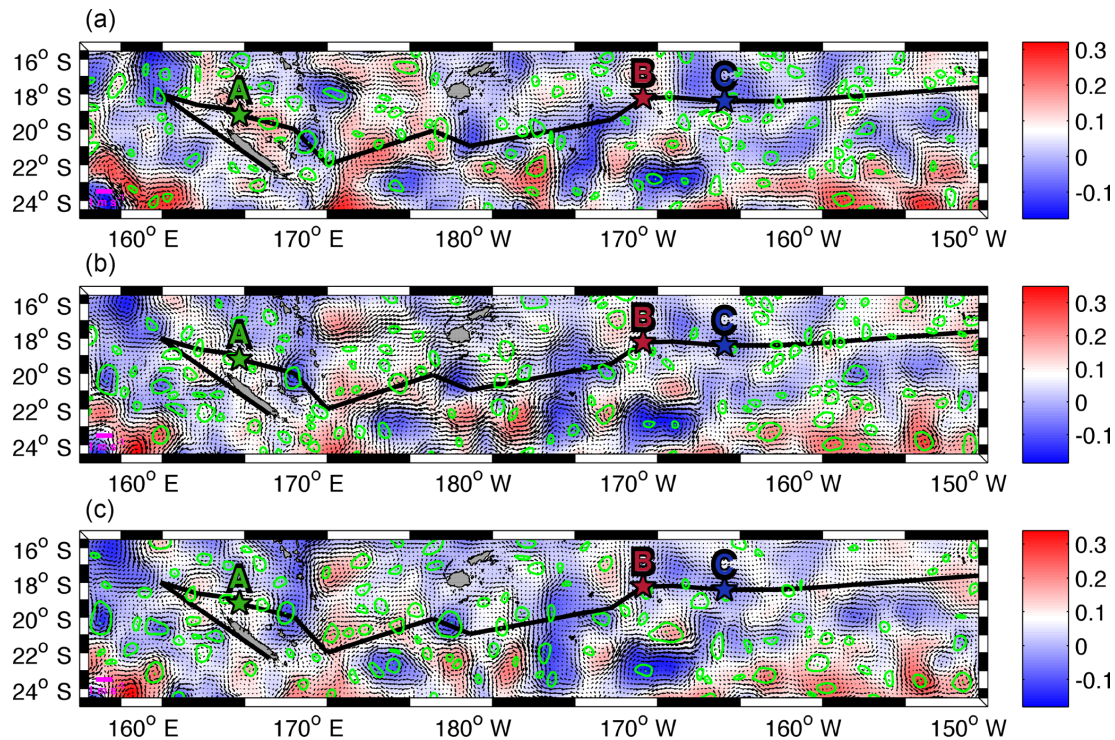 (a)
16° S
18° S
20° S
22° S
24° S
A
B
C
0.3
0.2
0.1
0
-0.1
160° E
170° E
180° W
170° W
160° W
150° W
(b)
16° S
18° S
20° S
22° S
24° S
A
B
C
0.3
0.2
0.1
0
-0.1
160° E
170° E
180° W
170° W
160° W
150° W
(c)
16° S
18° S
20° S
22° S
24° S
A
B
C
0.3
0.2
0.1
0
-0.1
160° E
170° E
180° W
170° W
160° W
150° W